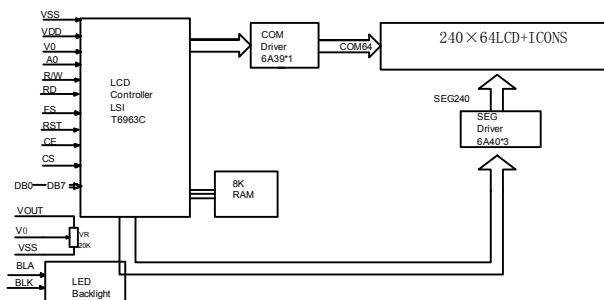 VSS
VDD
V0
A0
R/W
RD
FS
RST
CE
CS
DB0 DB7
LCD
Controller
LSI
T6963C
COM
Driver
6A39*1
COM64
240×64LCD+ICONS
SEG240
SEG
Driver
6A40*3
8K
RAM
VOUT
V0
VSS
VR
20K
BLA
BLK
LED
Backlight